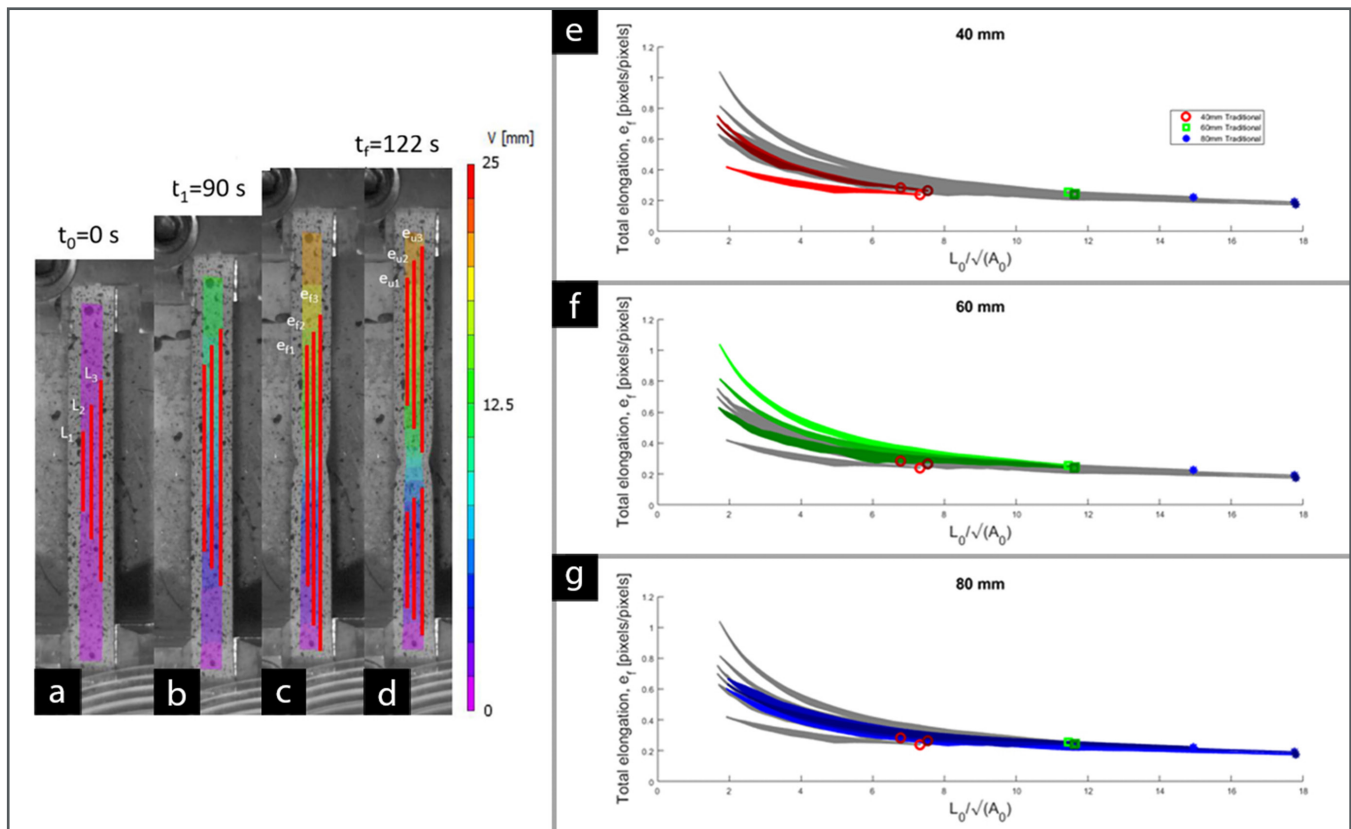 t₀=0 s
t₁=90 s
t_f=122 s
V [mm]
25
12.5
0
L₁
L₂
L₃
e_f1
e_f2
e_f3
e_u1
e_u2
e_u3
a
b
c
d
e
40 mm
Total elongation, e_f [pixels/pixels]
1.2
1
0.8
0.6
0.4
0.2
0
0 2 4 6 8 10 12 14 16 18
L₀/√(A₀)
40mm Traditional
60mm Traditional
80mm Traditional
f
60 mm
Total elongation, e_f [pixels/pixels]
1.2
1
0.8
0.6
0.4
0.2
0
0 2 4 6 8 10 12 14 16 18
L₀/√(A₀)
g
80 mm
Total elongation, e_f [pixels/pixels]
1.2
1
0.8
0.6
0.4
0.2
0
0 2 4 6 8 10 12 14 16 18
L₀/√(A₀)